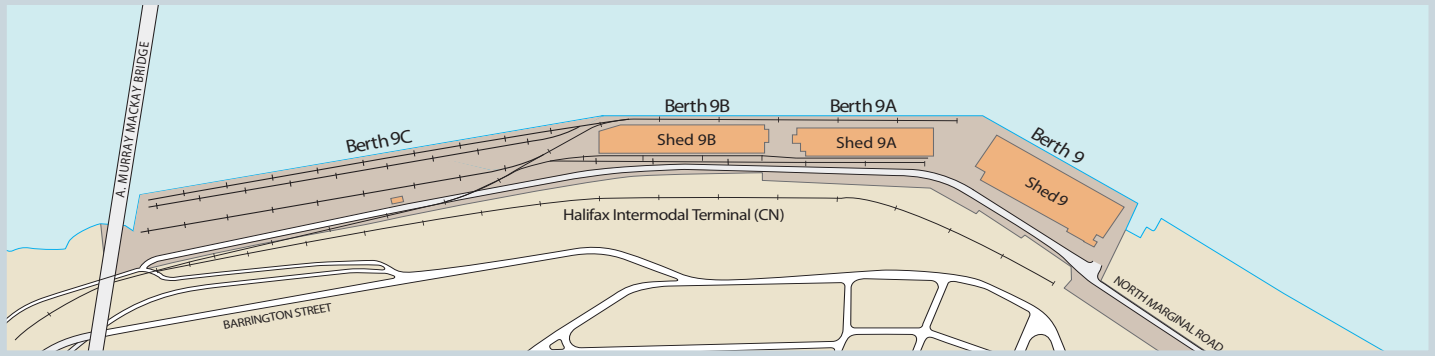 A. MURRAY MACKAY BRIDGE
Berth 9C
Berth 9B
Berth 9A
Berth 9
Shed 9B
Shed 9A
Shed 9
Halifax Intermodal Terminal (CN)
BARRINGTON STREET
NORTH MARGINAL ROAD